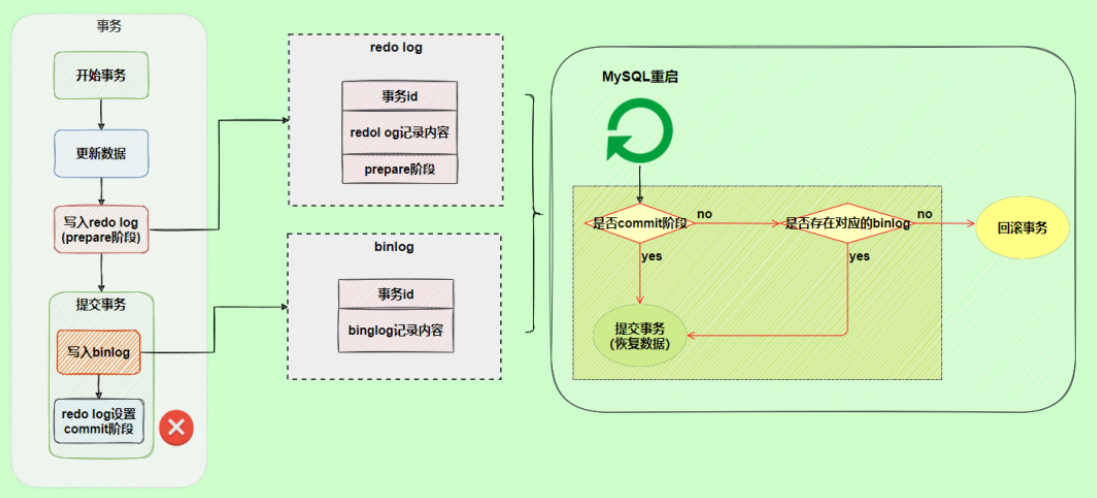 事务
开始事务
更新数据
写入redo log
(prepare阶段)
提交事务
写入binlog
redo log设置
commit阶段
redo log
事务id
redol og记录内容
prepare阶段
binlog
事务id
binglog记录内容
MySQL重启
是否commit阶段
no
是否存在对应的binlog
no
回滚事务
yes
yes
提交事务
(恢复数据)